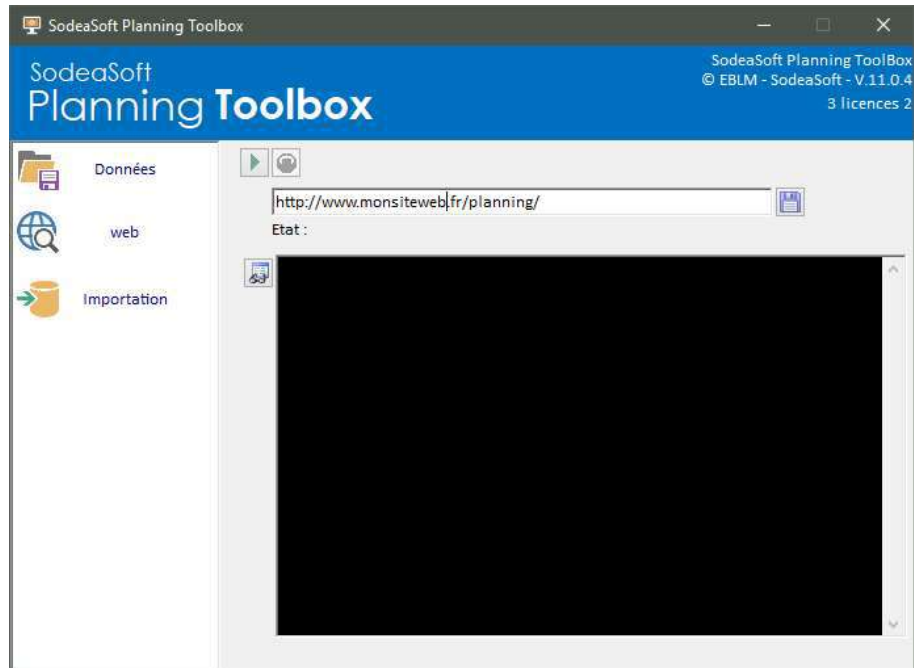 SodeaSoft Planning Toolbox
SodeaSoft
Planning Toolbox
SodeaSoft Planning ToolBox
© EBLM - SodeaSoft - V.11.0.4
3 licences 2
Données
web
Importation
http://www.monsiteweb.fr/planning/
Etat :